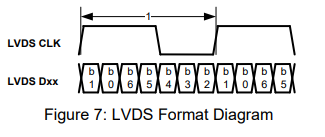 1
LVDS CLK
LVDS Dxx
b1 b0 b6 b5 b4 b3 b2 b1 b0 b6 b5
Figure 7: LVDS Format Diagram